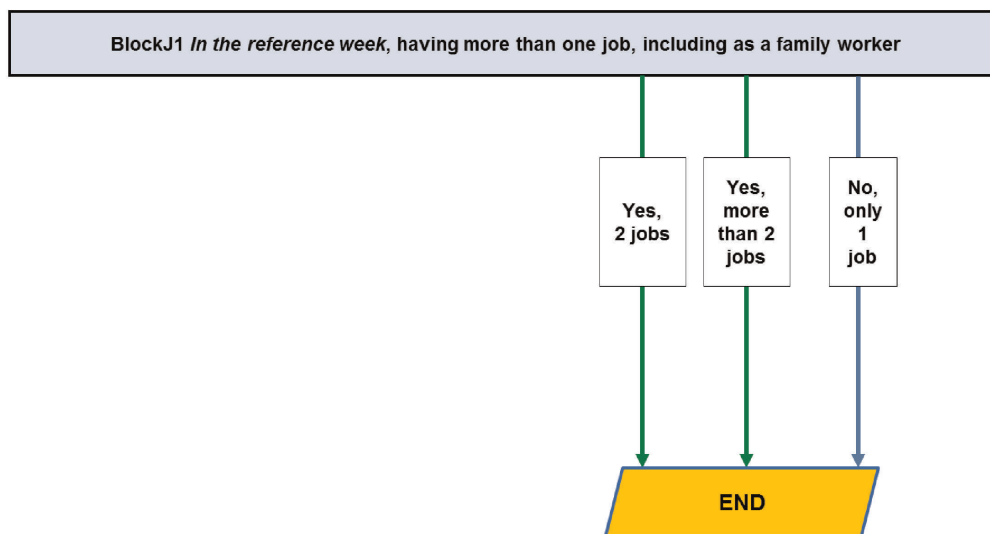 BlockJ1 In the reference week, having more than one job, including as a family worker
Yes,
2 jobs
Yes,
more
than 2
jobs
No,
only
1
job
END